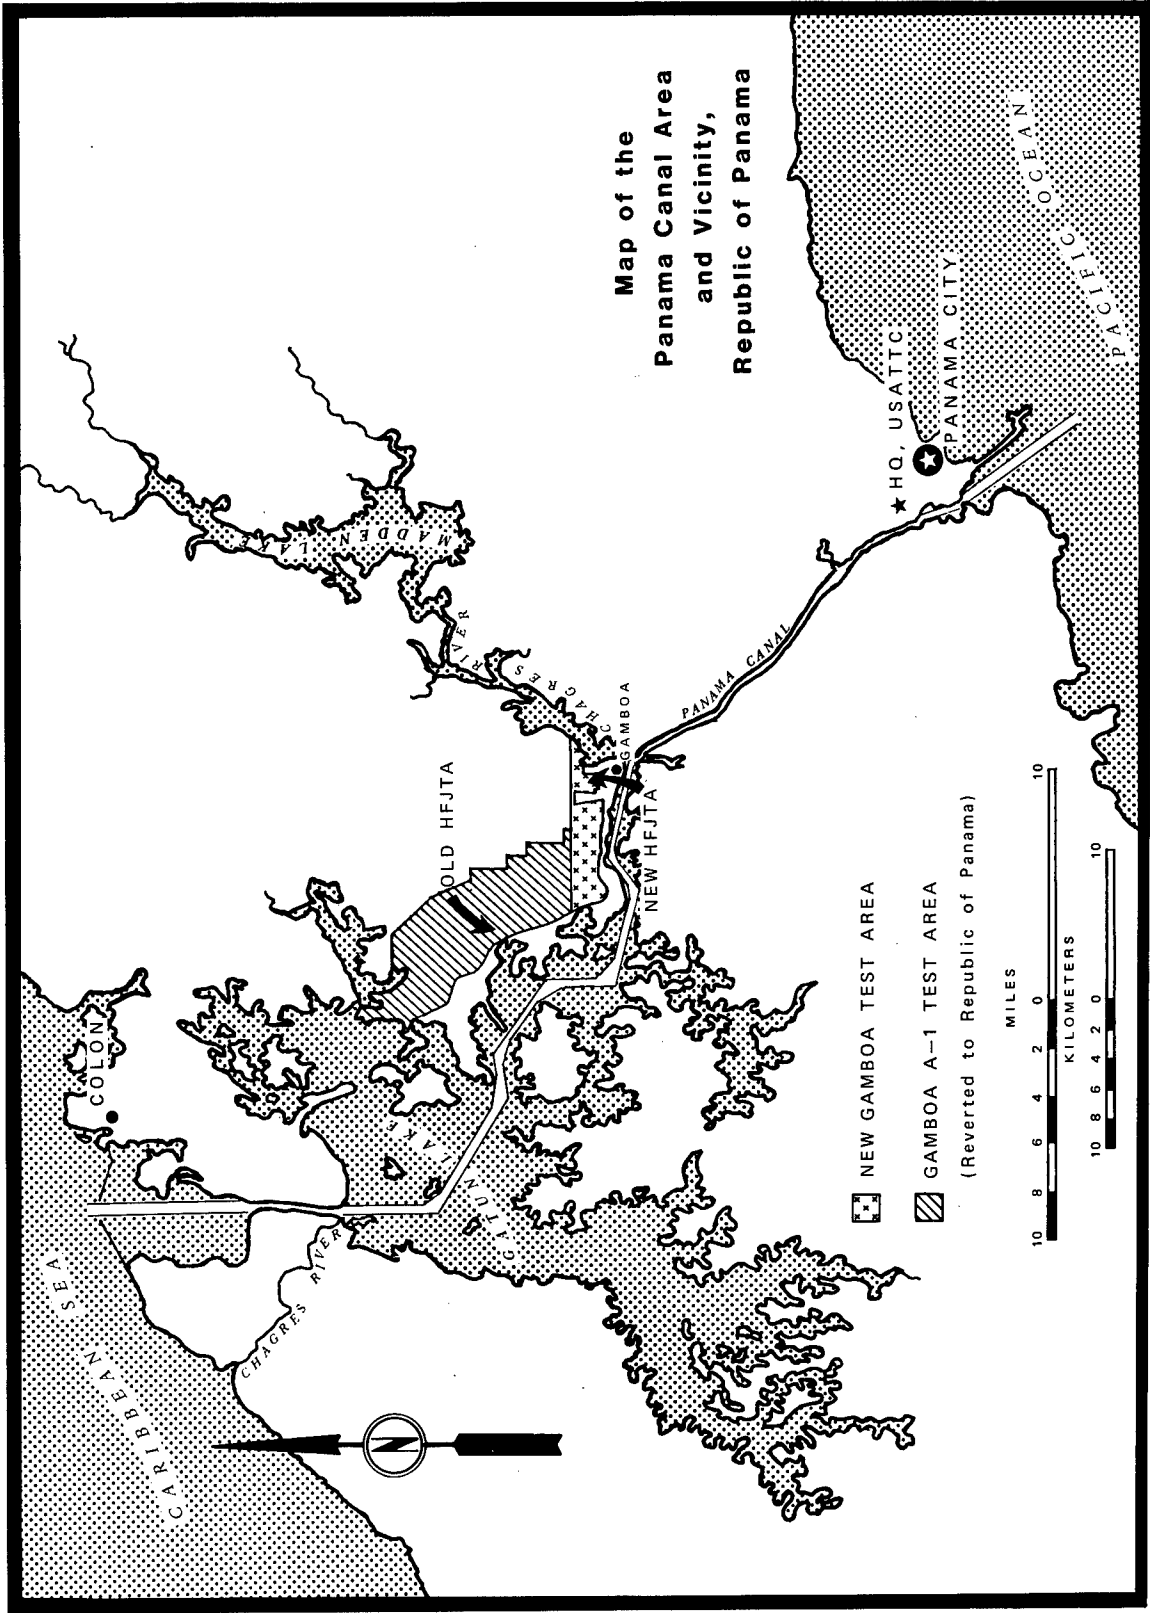 Map of the
Panama Canal Area
and Vicinity,
Republic of Panama
CARIBBEAN SEA
COLON
CHAGRES RIVER
GATUN LAKE
OLD HFJTA
NEW HFJTA
GAMBOA
CHAGRES RIVER
MADDEN LAKE
PANAMA CANAL
HQ, USATTC
PANAMA CITY
PACIFIC OCEAN
N
NEW GAMBOA TEST AREA
GAMBOA A-1 TEST AREA
(Reverted to Republic of Panama)
MILES
10 8 6 4 2 0 10
KILOMETERS
10 8 6 4 2 0 10